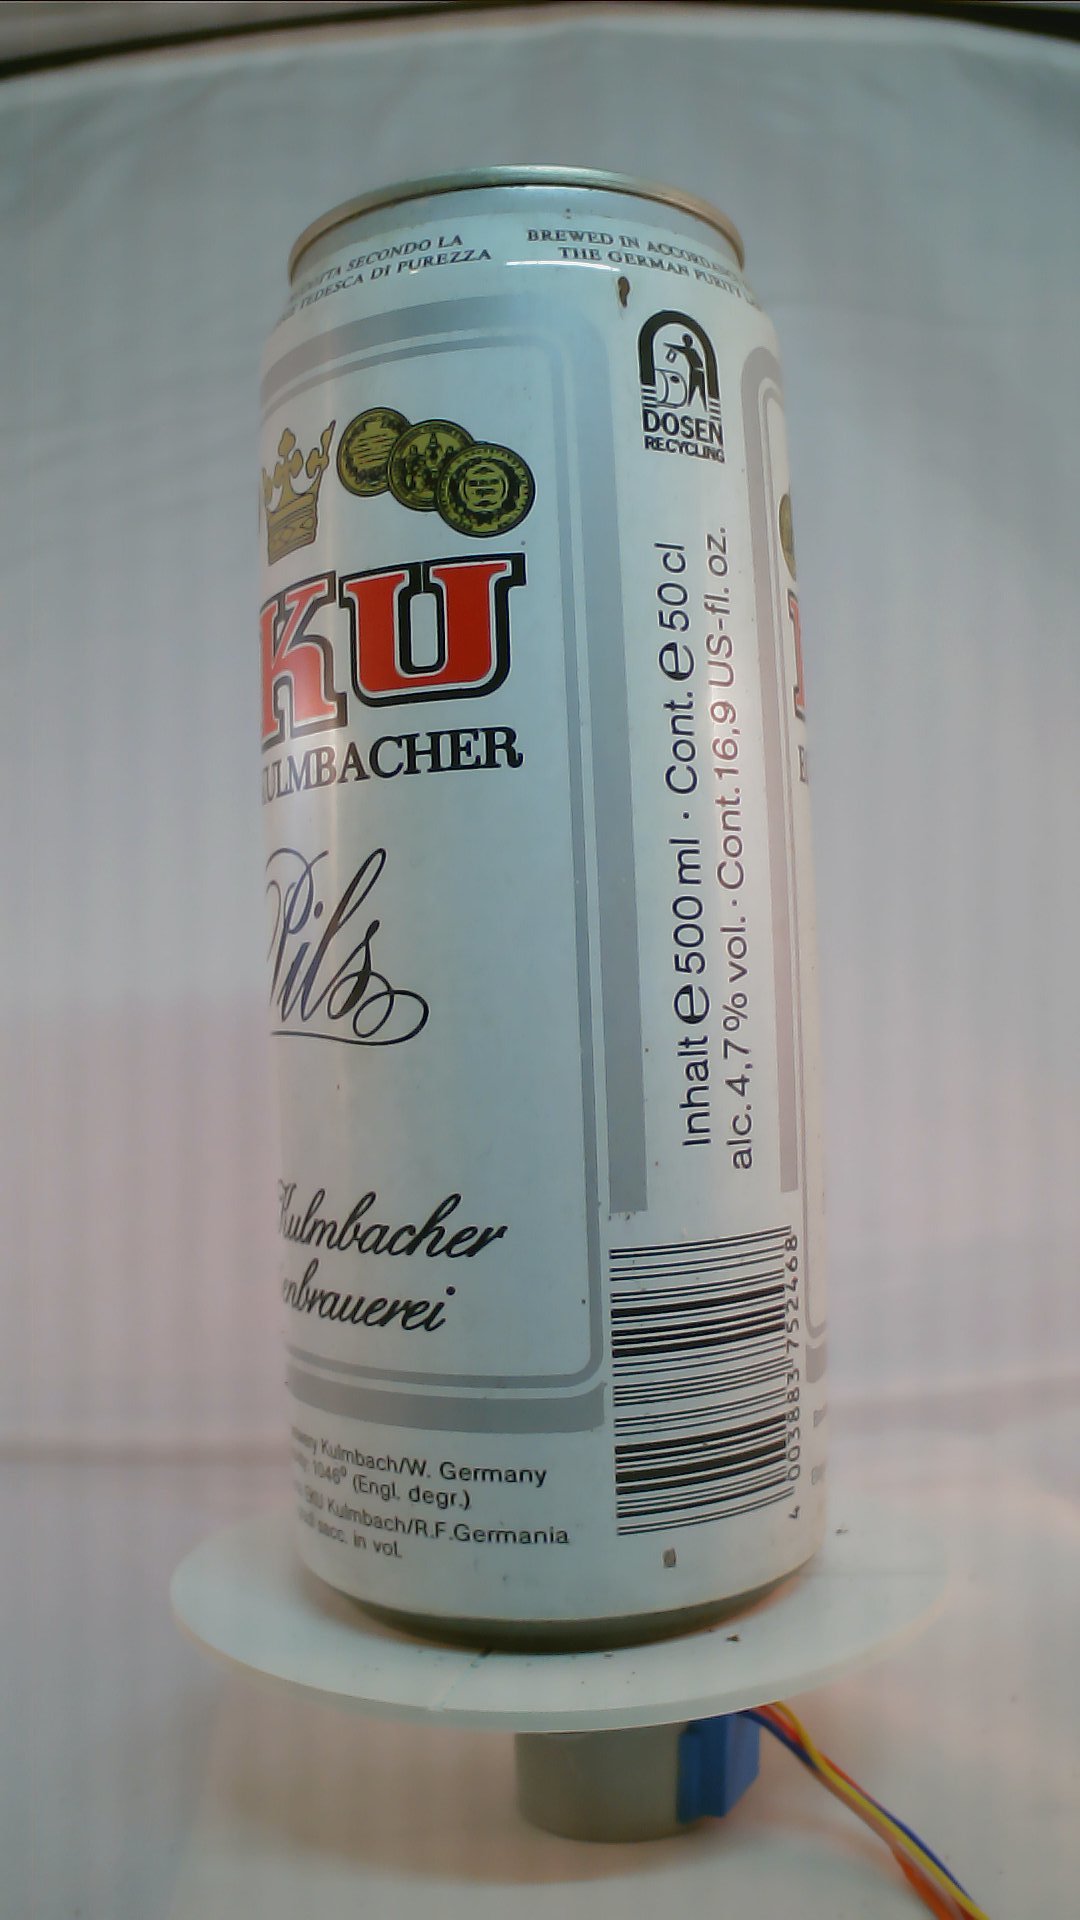 SECONDO LA
TEDESCA DI PUREZZA
BREWED IN
THE GERMAN PURITY
DOSEN
RECYCLING
KU
KULMBACHER
Pils
Kulmbacher
Inhalt e 500 ml · Cont. e 50 cl
alc. 4,7% vol. · Cont. 16,9 US-fl. oz.
Kulmbach/W. Germany
1046° (Engl. degr.)
EKU Kulmbach/R.F.Germania
sacc. in vol.
4 003883 752468